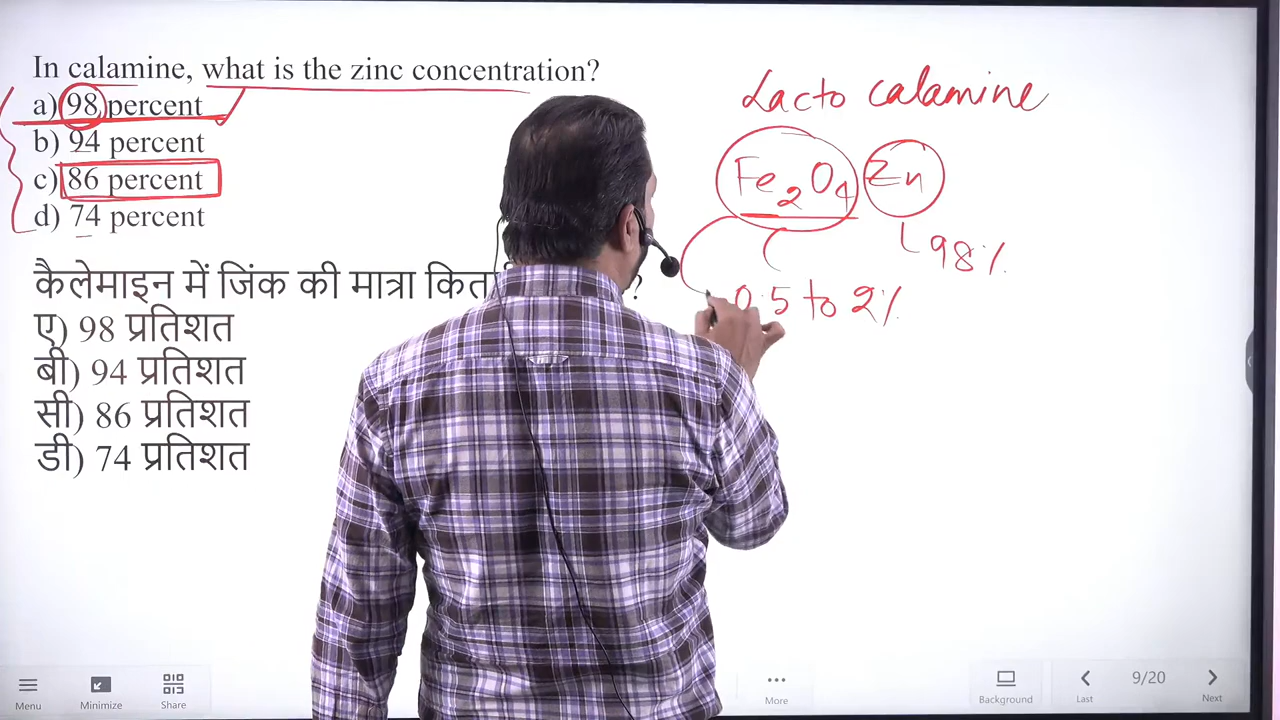 In calamine, what is the zinc concentration?
a) 98 percent
b) 94 percent
c) 86 percent
d) 74 percent
कैलेमाइन में जिंक की मात्रा ?
ए) 98 प्रतिशत
बी) 94 प्रतिशत
सी) 86 प्रतिशत
डी) 74 प्रतिशत
Lacto calamine
Fe2O4 Zn
98%
0.5 to 2%
Menu
Minimize
Share
More
Background
Last
9/20
Next